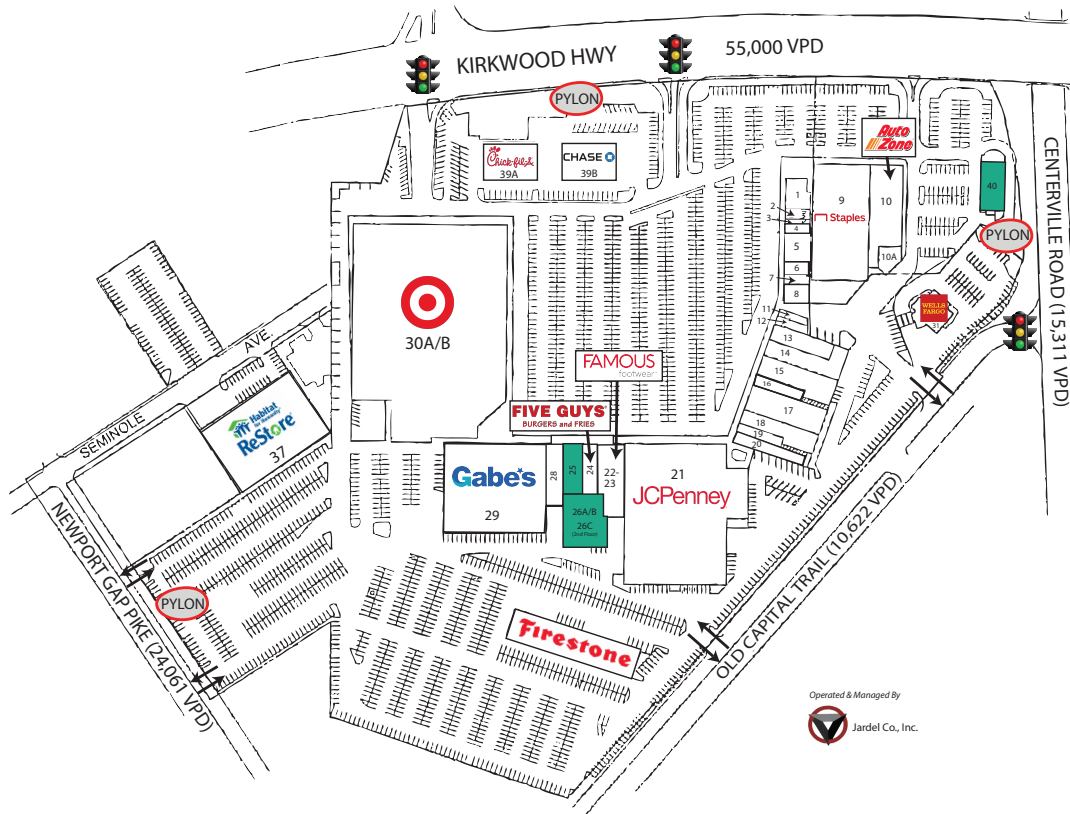 KIRKWOOD HWY
55,000 VPD
PYLON
Chick-fil-A
39A
CHASE
39B
Auto
Zone
CENTERVILLE ROAD (15,311 VPD)
40
PYLON
1
2
3
4
5
6
7
8
9
Staples
10
10A
WELLS
FARGO
31
11
12
13
14
15
16
17
18
19
20
30A/B
FAMOUS
footwear
FIVE GUYS
BURGERS and FRIES
SEMINOLE AVE.
Habitat
for Humanity
ReStore
37
Gabe's
29
28
25
24
22-
23
26A/B
26C
(2nd Floor)
21
JCPenney
NEWPORT GAP PIKE (24,061 VPD)
PYLON
Firestone
OLD CAPITAL TRAIL (10,622 VPD)
Operated & Managed By
Jardel Co., Inc.